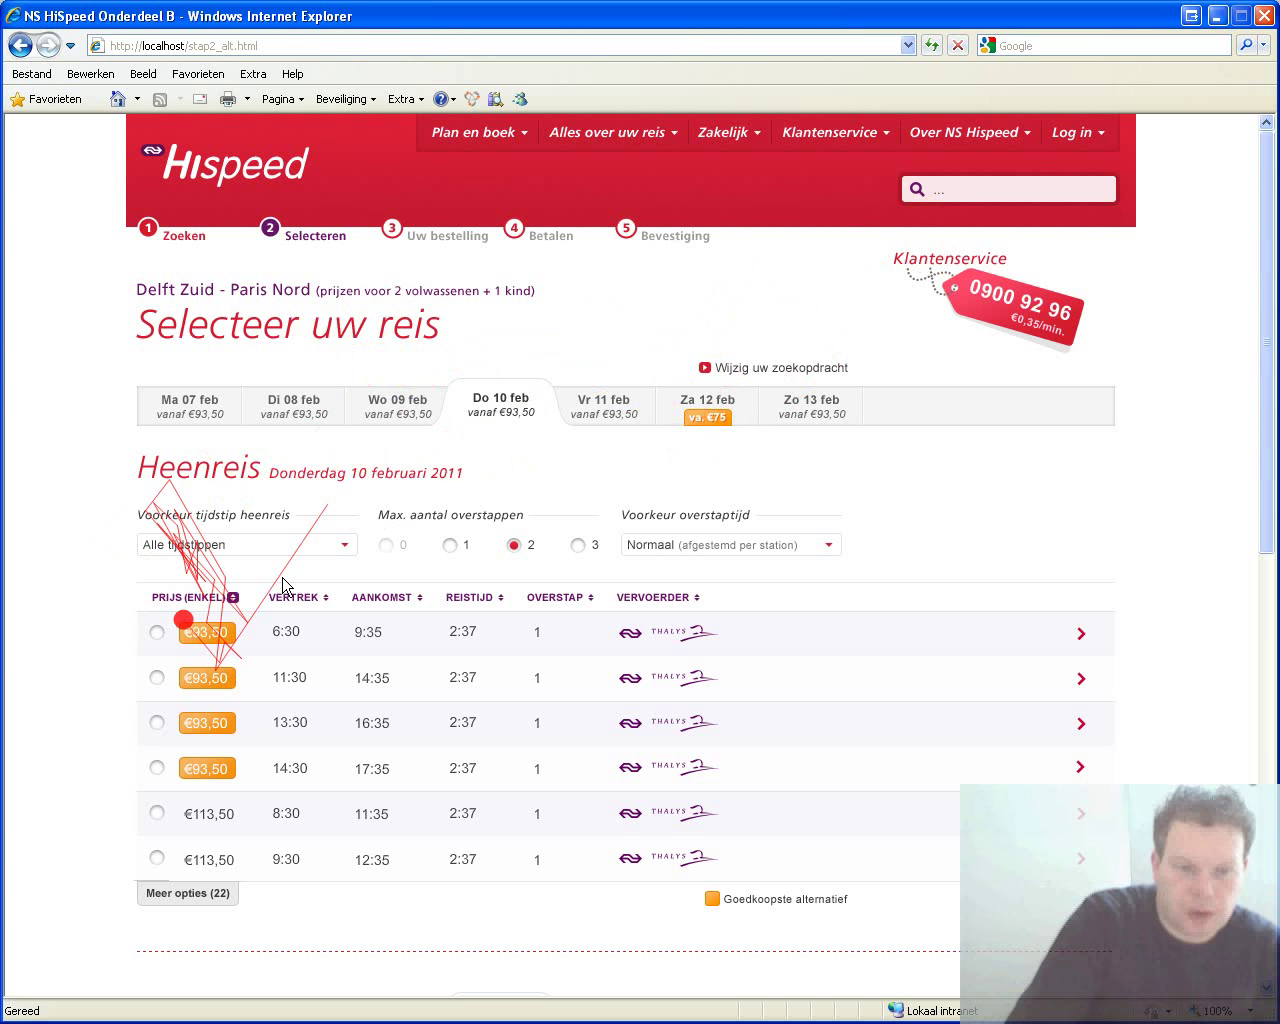 NS HiSpeed Onderdeel B - Windows Internet Explorer
http://localhost/stap2_alt.html
Google
Bestand Bewerken Beeld Favorieten Extra Help
Favorieten Pagina Beveiliging Extra
Plan en boek Alles over uw reis Zakelijk Klantenservice Over NS Hispeed Log in
Hispeed
...
1 Zoeken 2 Selecteren 3 Uw bestelling 4 Betalen 5 Bevestiging
Klantenservice
0900 92 96
€0,35/min.
Delft Zuid - Paris Nord (prijzen voor 2 volwassenen + 1 kind)
Selecteer uw reis
Wijzig uw zoekopdracht
Ma 07 feb Di 08 feb Wo 09 feb Do 10 feb Vr 11 feb Za 12 feb Zo 13 feb
vanaf €93,50 vanaf €93,50 vanaf €93,50 vanaf €93,50 vanaf €93,50 va. €75 vanaf €93,50
Heenreis Donderdag 10 februari 2011
Voorkeur tijdstip heenreis Max. aantal overstappen Voorkeur overstaptijd
Alle tijdstippen 0 1 2 3 Normaal (afgestemd per station)
PRIJS (ENKEL) VERTREK AANKOMST REISTIJD OVERSTAP VERVOERDER
€93,50 6:30 9:35 2:37 1 THALYS
€93,50 11:30 14:35 2:37 1 THALYS
€93,50 13:30 16:35 2:37 1 THALYS
€93,50 14:30 17:35 2:37 1 THALYS
€113,50 8:30 11:35 2:37 1 THALYS
€113,50 9:30 12:35 2:37 1 THALYS
Meer opties (22)
Goedkoopste alternatief
Gereed Lokaal intranet 100%